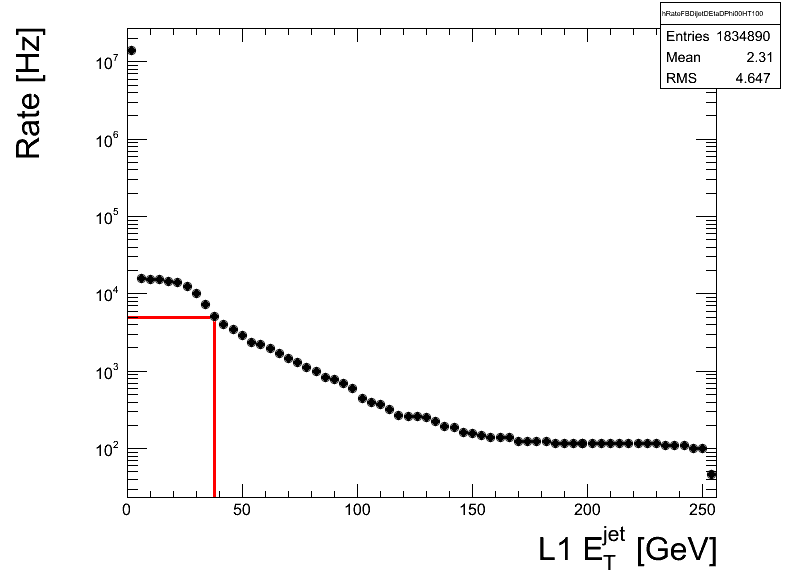 hRateFBDijetDEtaDPhi00HT100
Entries 1834890
Mean 2.31
RMS 4.647
Rate [Hz]
10^7
10^6
10^5
10^4
10^3
10^2
0 50 100 150 200 250
L1 E_T^jet [GeV]